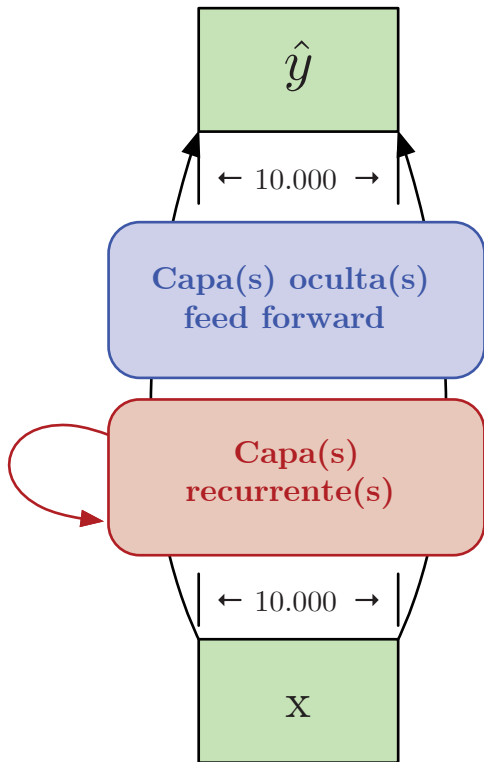 ŷ
← 10.000 →
Capa(s) oculta(s)
feed forward
Capa(s)
recurrente(s)
← 10.000 →
x